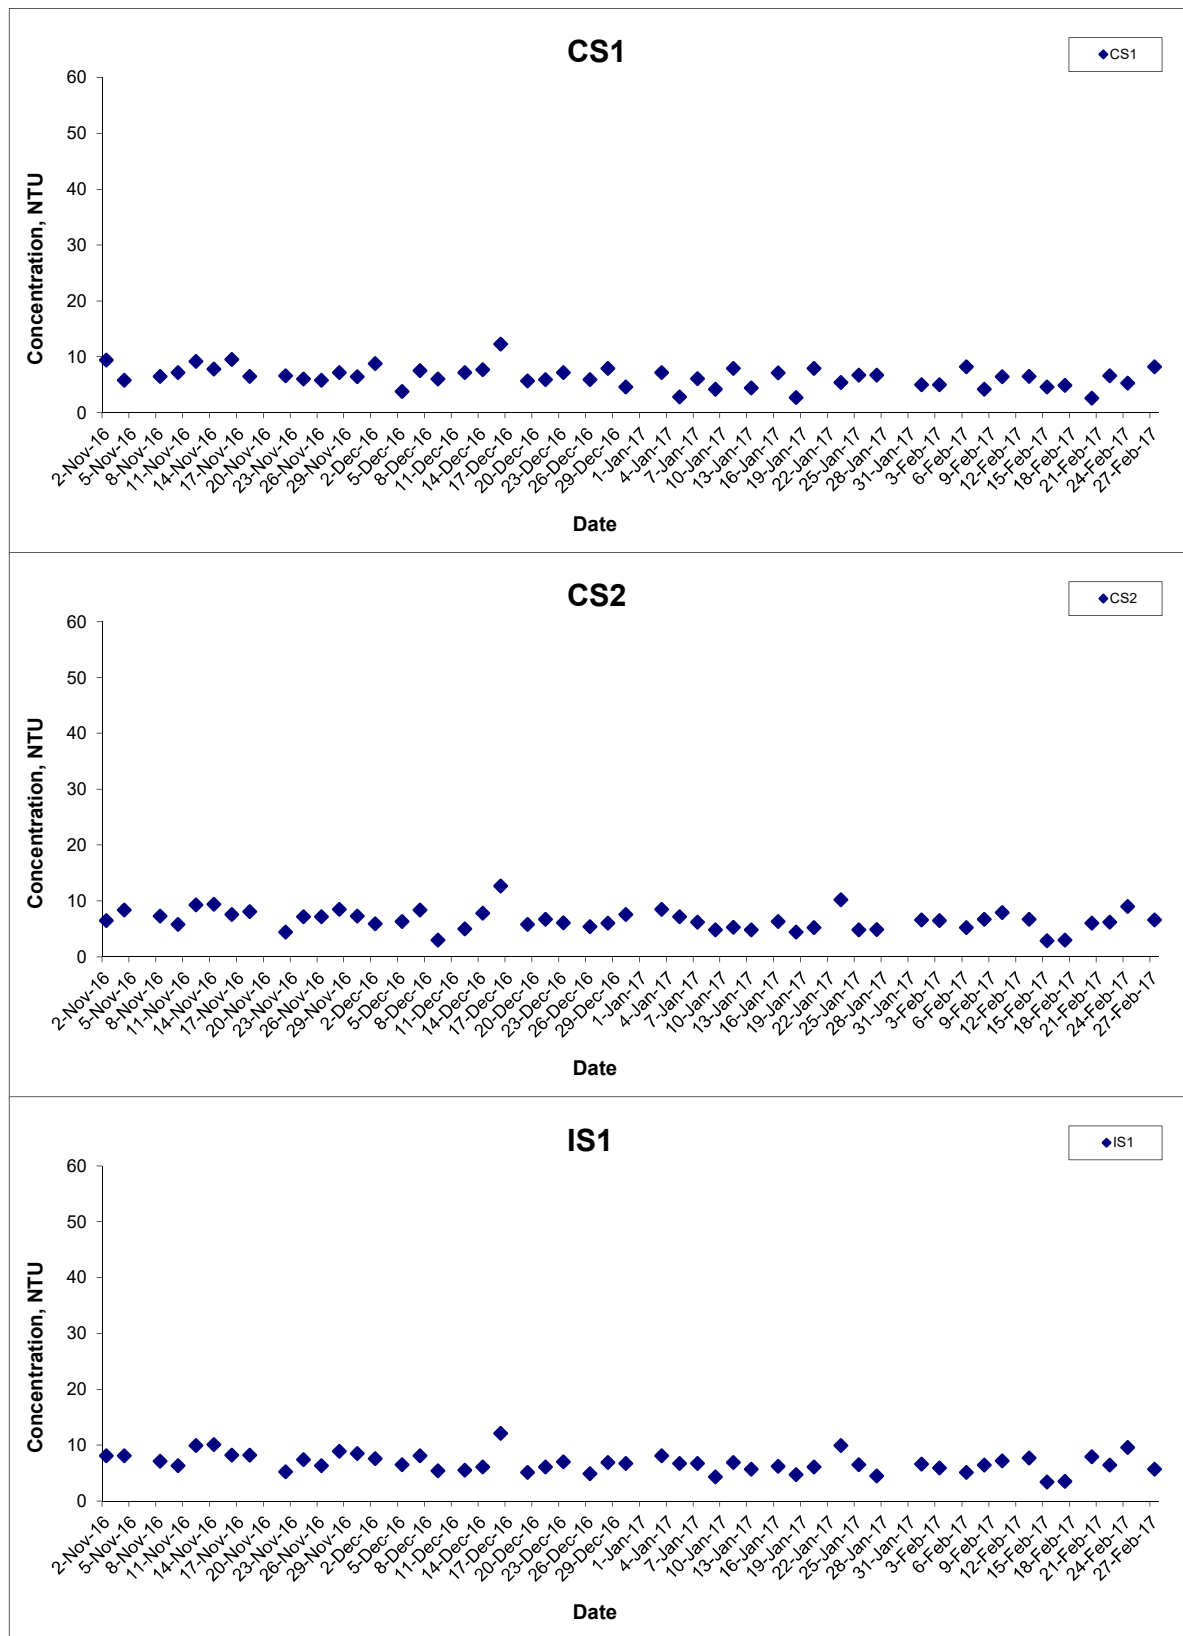 CS1
CS1
60
50
40
30
20
10
0
Concentration, NTU
2-Nov-16
5-Nov-16
8-Nov-16
11-Nov-16
14-Nov-16
17-Nov-16
20-Nov-16
23-Nov-16
26-Nov-16
29-Nov-16
2-Dec-16
5-Dec-16
8-Dec-16
11-Dec-16
14-Dec-16
17-Dec-16
20-Dec-16
23-Dec-16
26-Dec-16
29-Dec-16
1-Jan-17
4-Jan-17
7-Jan-17
10-Jan-17
13-Jan-17
16-Jan-17
19-Jan-17
22-Jan-17
25-Jan-17
28-Jan-17
31-Jan-17
3-Feb-17
6-Feb-17
9-Feb-17
12-Feb-17
15-Feb-17
18-Feb-17
21-Feb-17
24-Feb-17
27-Feb-17
Date
CS2
CS2
60
50
40
30
20
10
0
Concentration, NTU
2-Nov-16
5-Nov-16
8-Nov-16
11-Nov-16
14-Nov-16
17-Nov-16
20-Nov-16
23-Nov-16
26-Nov-16
29-Nov-16
2-Dec-16
5-Dec-16
8-Dec-16
11-Dec-16
14-Dec-16
17-Dec-16
20-Dec-16
23-Dec-16
26-Dec-16
29-Dec-16
1-Jan-17
4-Jan-17
7-Jan-17
10-Jan-17
13-Jan-17
16-Jan-17
19-Jan-17
22-Jan-17
25-Jan-17
28-Jan-17
31-Jan-17
3-Feb-17
6-Feb-17
9-Feb-17
12-Feb-17
15-Feb-17
18-Feb-17
21-Feb-17
24-Feb-17
27-Feb-17
Date
IS1
IS1
60
50
40
30
20
10
0
Concentration, NTU
2-Nov-16
5-Nov-16
8-Nov-16
11-Nov-16
14-Nov-16
17-Nov-16
20-Nov-16
23-Nov-16
26-Nov-16
29-Nov-16
2-Dec-16
5-Dec-16
8-Dec-16
11-Dec-16
14-Dec-16
17-Dec-16
20-Dec-16
23-Dec-16
26-Dec-16
29-Dec-16
1-Jan-17
4-Jan-17
7-Jan-17
10-Jan-17
13-Jan-17
16-Jan-17
19-Jan-17
22-Jan-17
25-Jan-17
28-Jan-17
31-Jan-17
3-Feb-17
6-Feb-17
9-Feb-17
12-Feb-17
15-Feb-17
18-Feb-17
21-Feb-17
24-Feb-17
27-Feb-17
Date